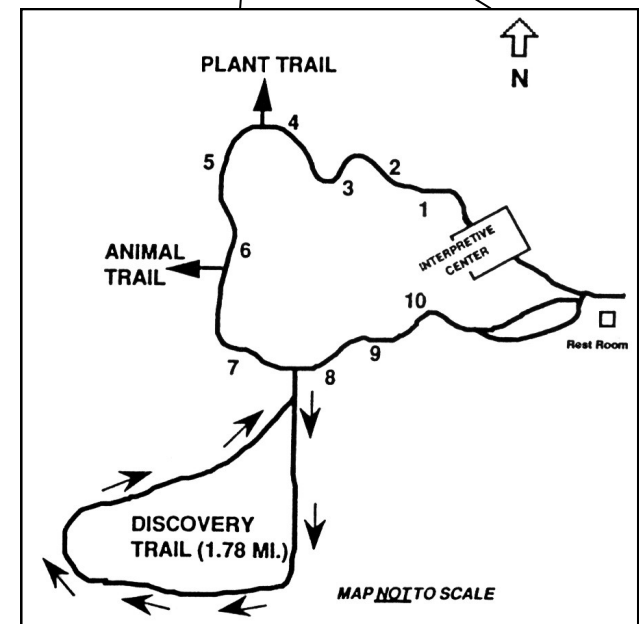 PLANT TRAIL
N
4
5
3
2
1
ANIMAL
TRAIL
6
INTERPRETIVE
CENTER
10
Rest Room
7
8
9
DISCOVERY
TRAIL (1.78 MI.)
MAP NOT TO SCALE